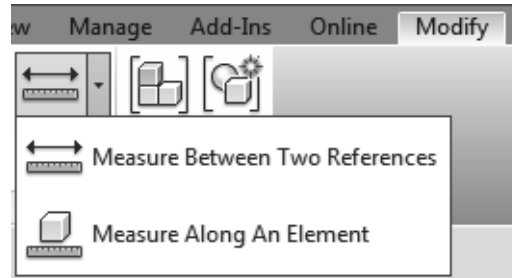 w Manage Add-Ins Online Modify
Measure Between Two References
Measure Along An Element